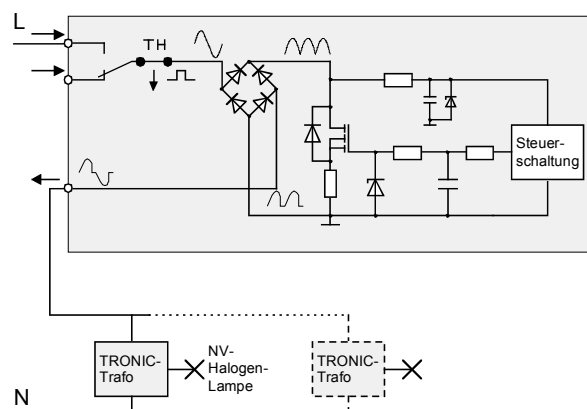 L
TH
Steuer-
schaltung
TRONIC-
Trafo
NV-
Halogen-
Lampe
TRONIC-
Trafo
N